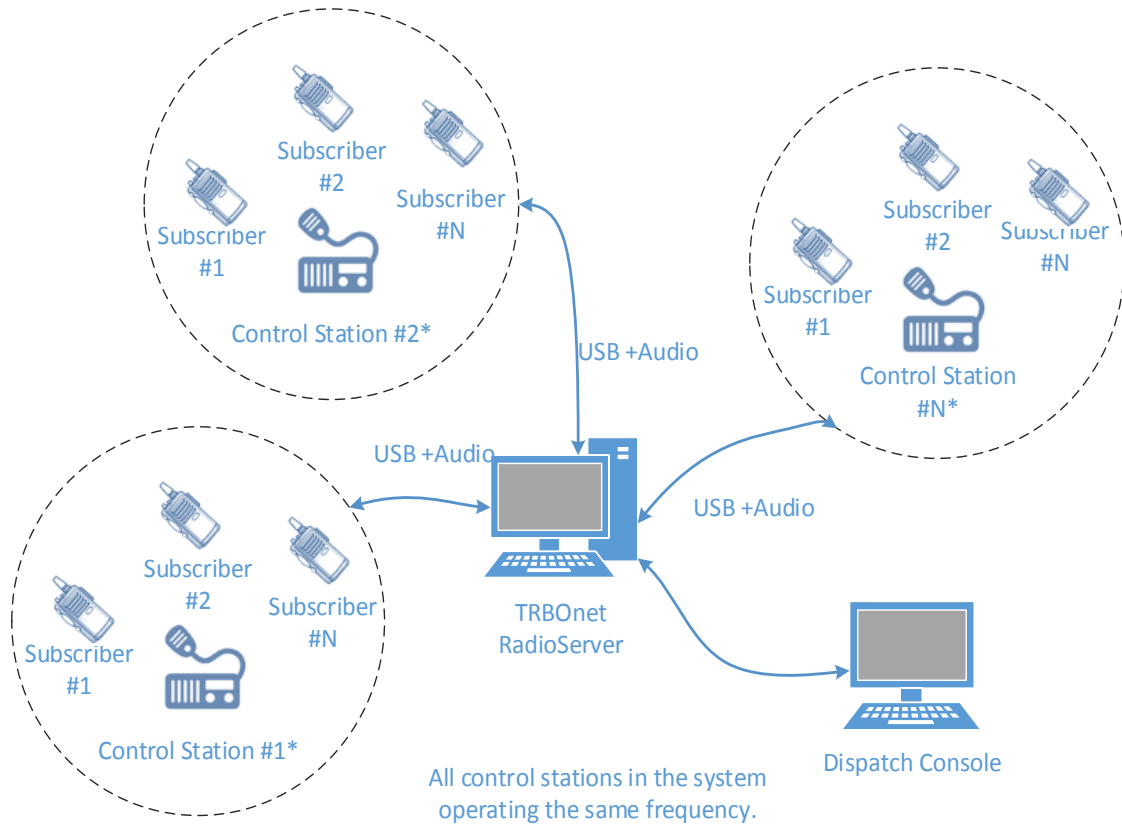 Subscriber
#2
Subscriber
#1
Subscriber
#N
Control Station #2*
Subscriber
#2
Subscriber
#N
Subscriber
#1
Control Station
#N*
USB +Audio
USB +Audio
USB +Audio
Subscriber
#2
Subscriber
#N
Subscriber
#1
Control Station #1*
TRBOnet
RadioServer
Dispatch Console
All control stations in the system
operating the same frequency.